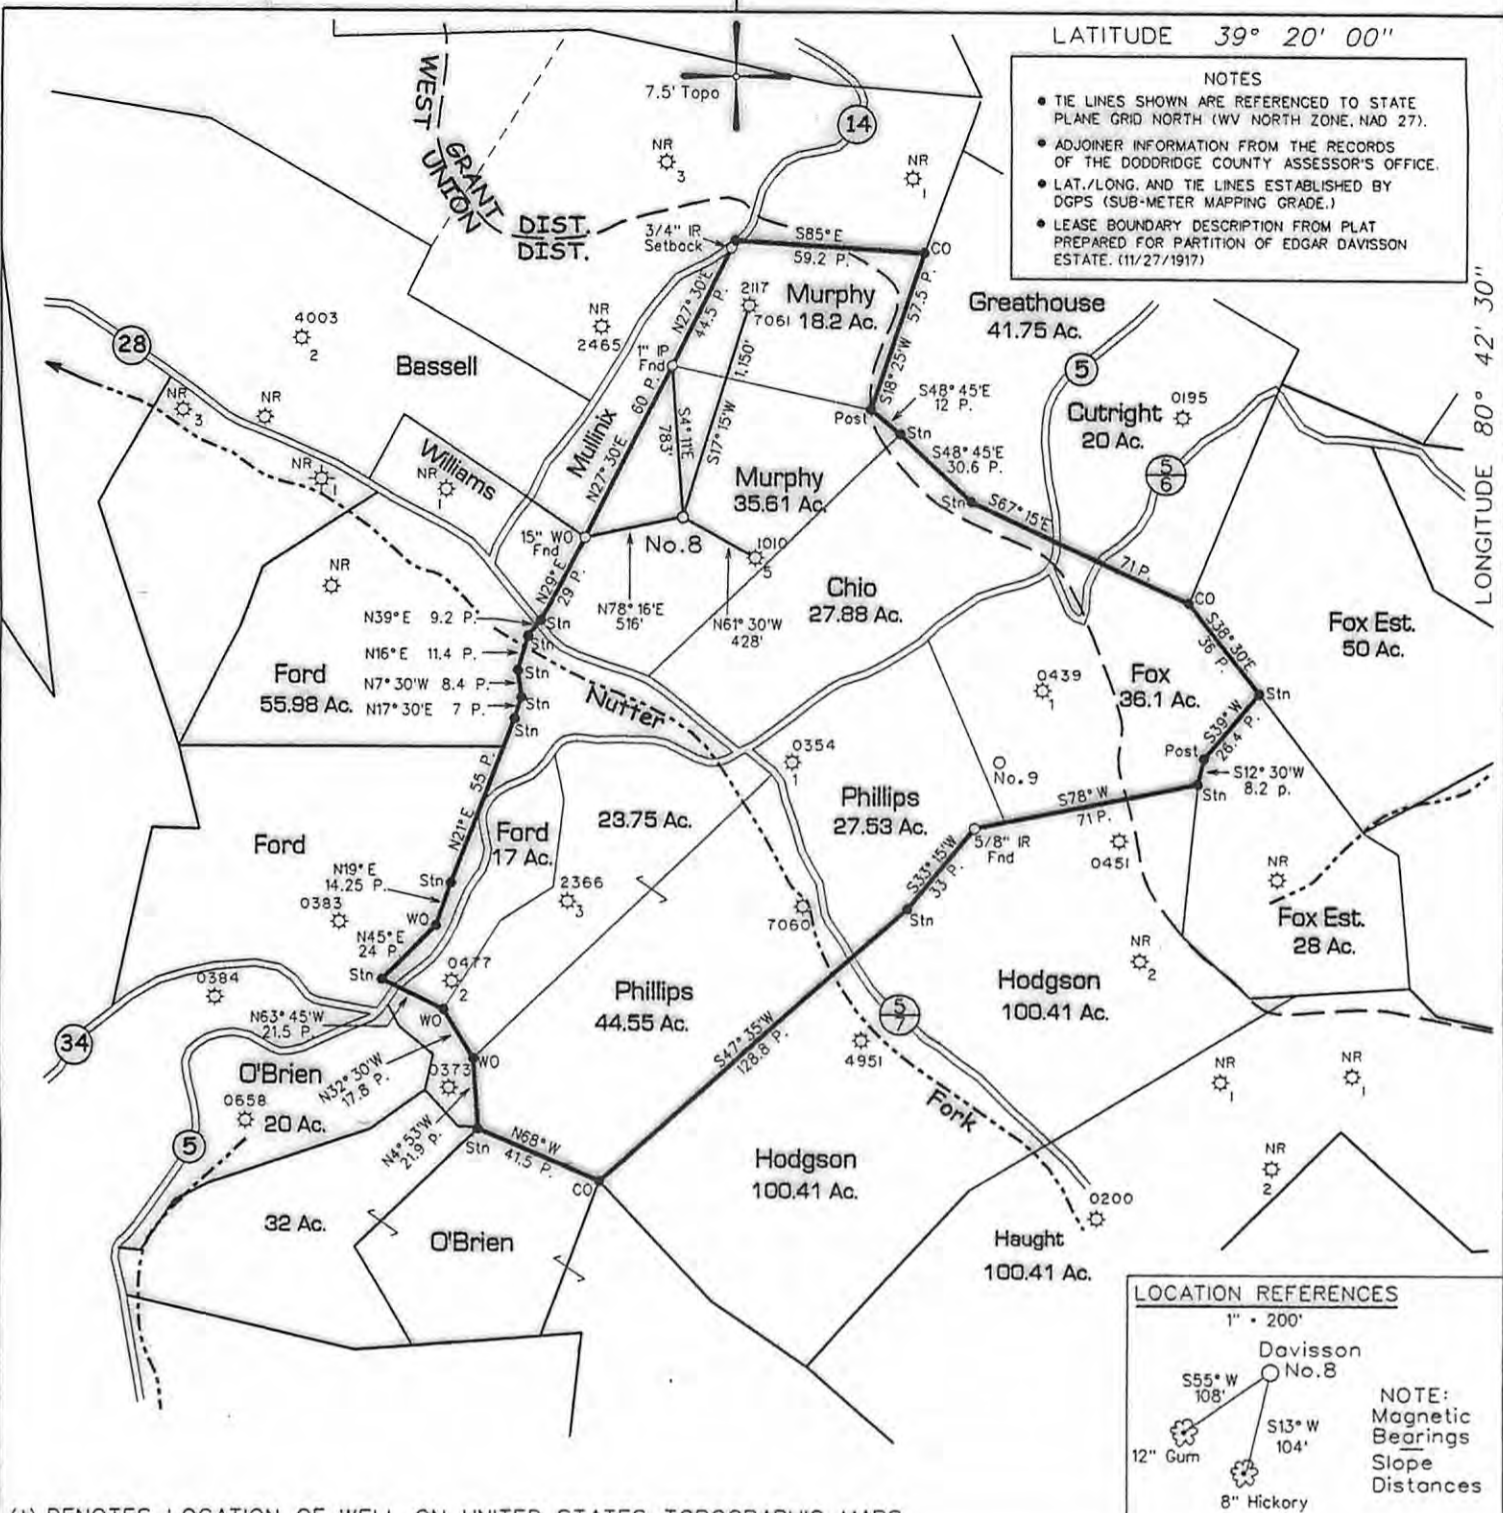 LATITUDE 39° 20' 00"
NOTES
• TIE LINES SHOWN ARE REFERENCED TO STATE
PLANE GRID NORTH (WV NORTH ZONE, NAD 27).
• ADJOINER INFORMATION FROM THE RECORDS
OF THE DODDRIDGE COUNTY ASSESSOR'S OFFICE.
• LAT./LONG. AND TIE LINES ESTABLISHED BY
DGPS (SUB-METER MAPPING GRADE.)
• LEASE BOUNDARY DESCRIPTION FROM PLAT
PREPARED FOR PARTITION OF EDGAR DAVISSON
ESTATE. (11/27/1917)
LONGITUDE 80° 42' 30"
7.5' Topo
WEST
GRANT
UNION
DIST.
DIST.
14
NR
3
NR
1
3/4" IR
Setback
S85° E
59.2 P.
CO
N27° 30'E
44.5 P.
2117
7061
Murphy
18.2 Ac.
57.5 P.
S18° 25'W
Greathouse
41.75 Ac.
4003
2
28
NR
2465
Bassell
1" IP
Fnd
1,150'
S17° 15'W
5
S48° 45'E
12 P.
Post
Stn
Cutright
20 Ac.
0195
NR
3
NR
Mullinix
60 P.
N27° 30'E
S4° 11'E
783'
Williams
NR
1
NR
1
Murphy
35.61 Ac.
S48° 45'E
30.6 P.
Stn
5
6
S67° 15'E
71 P.
15" WO
Fnd
No.8
1010
5
N29° E
29 P.
N78° 16'E
516'
N61° 30'W
428'
Chio
27.88 Ac.
CO
S38° 30'E
36 P.
Fox Est.
50 Ac.
NR
N39° E 9.2 P.
Stn
N16° E 11.4 P.
Stn
N7° 30'W 8.4 P.
Stn
N17° 30'E 7 P.
Stn
Stn
Ford
55.98 Ac.
Nutter
0439
1
Fox
36.1 Ac.
Stn
S39° W
26.4 P.
Post
S12° 30'W
8.2 p.
Stn
0354
1
No.9
N21° E 55 P.
Phillips
27.53 Ac.
S78° W
71 P.
5/8" IR
Fnd
0451
Ford
Ford
17 Ac.
23.75 Ac.
N19° E
14.25 P.
Stn
0383
WO
2366
3
S33° 15'W
33 P.
Stn
7060
NR
Fox Est.
28 Ac.
N45° E
24 P.
Stn
0384
0477
2
NR
2
Phillips
44.55 Ac.
Hodgson
100.41 Ac.
34
N63° 45'W
21.5 P.
WO
5
7
4951
S47° 35'W
128.8 P.
WO
O'Brien
20 Ac.
0658
N32° 30'W
17.8 P.
0373
NR
1
NR
1
Fork
5
N4° 53'W
21.9 P.
Stn
N68° W
41.5 P.
CO
Hodgson
100.41 Ac.
NR
2
0200
32 Ac.
O'Brien
Haught
100.41 Ac.
LOCATION REFERENCES
1" • 200'
Davisson
No.8
S55° W
108'
S13° W
104'
12" Gum
8" Hickory
NOTE:
Magnetic
Bearings
Slope
Distances
DENOTES LOCATION OF WELL ON UNITED STATES TOPOGRAPHIC MAPS